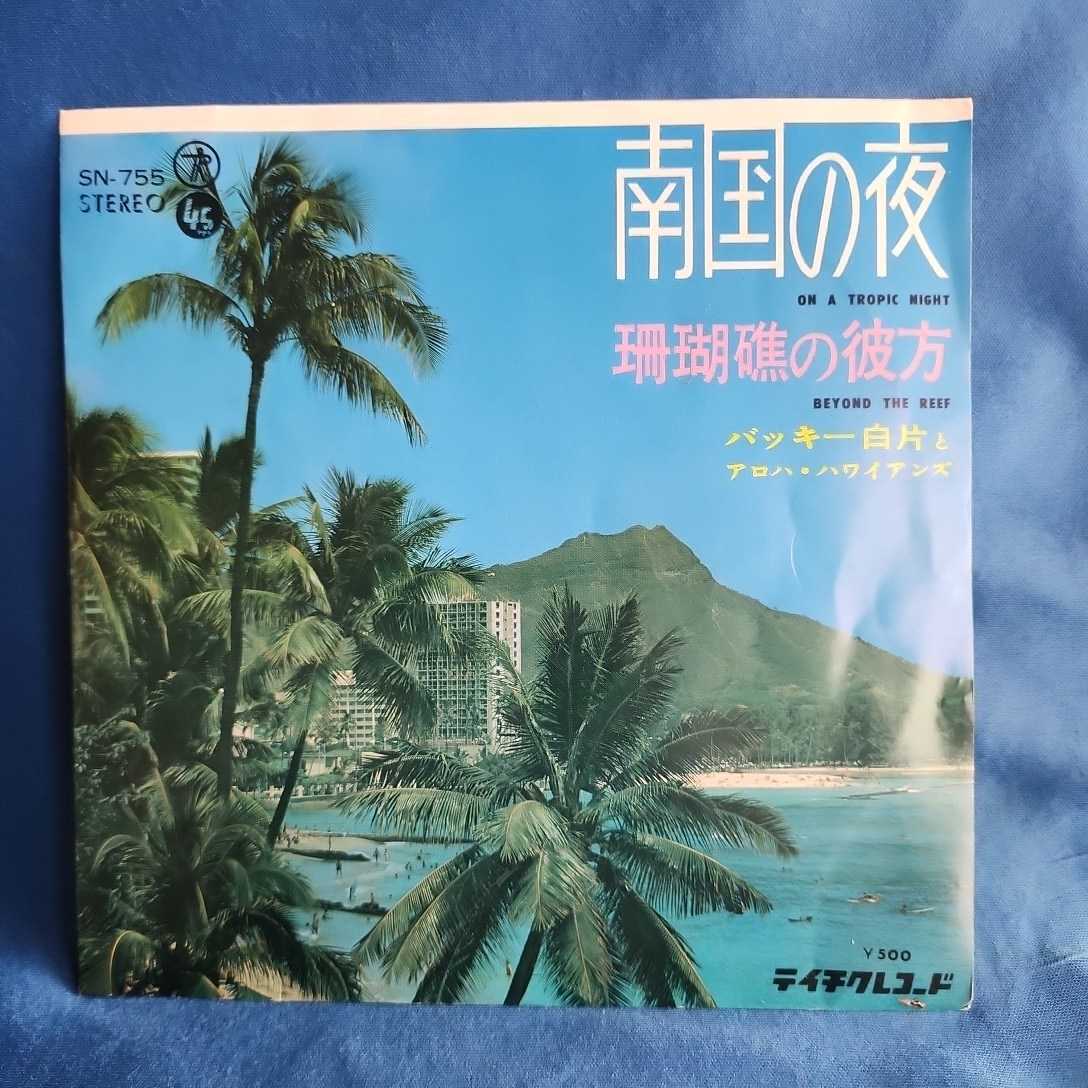 SN-755
STEREO
45
南国の夜
ON A TROPIC NIGHT
珊瑚礁の彼方
BEYOND THE REEF
バッキー白片と
アロハ・ハワイアンズ
¥500
テイチクレコード